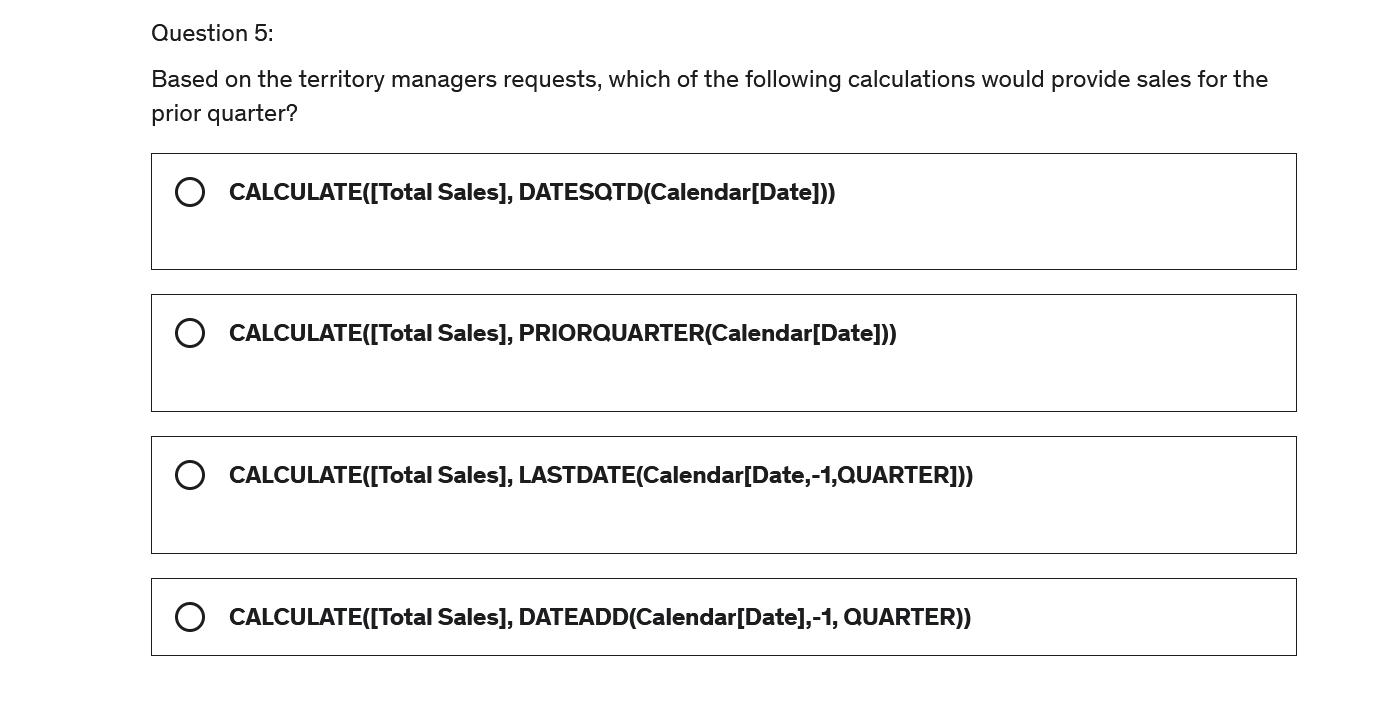 Question 5:
Based on the territory managers requests, which of the following calculations would provide sales for the
prior quarter?
CALCULATE([Total Sales], DATESQTD(Calendar[Date]))
CALCULATE([Total Sales], PRIORQUARTER(Calendar[Date]))
CALCULATE([Total Sales], LASTDATE(Calendar[Date,-1,QUARTER]))
CALCULATE([Total Sales], DATEADD(Calendar[Date],-1, QUARTER))